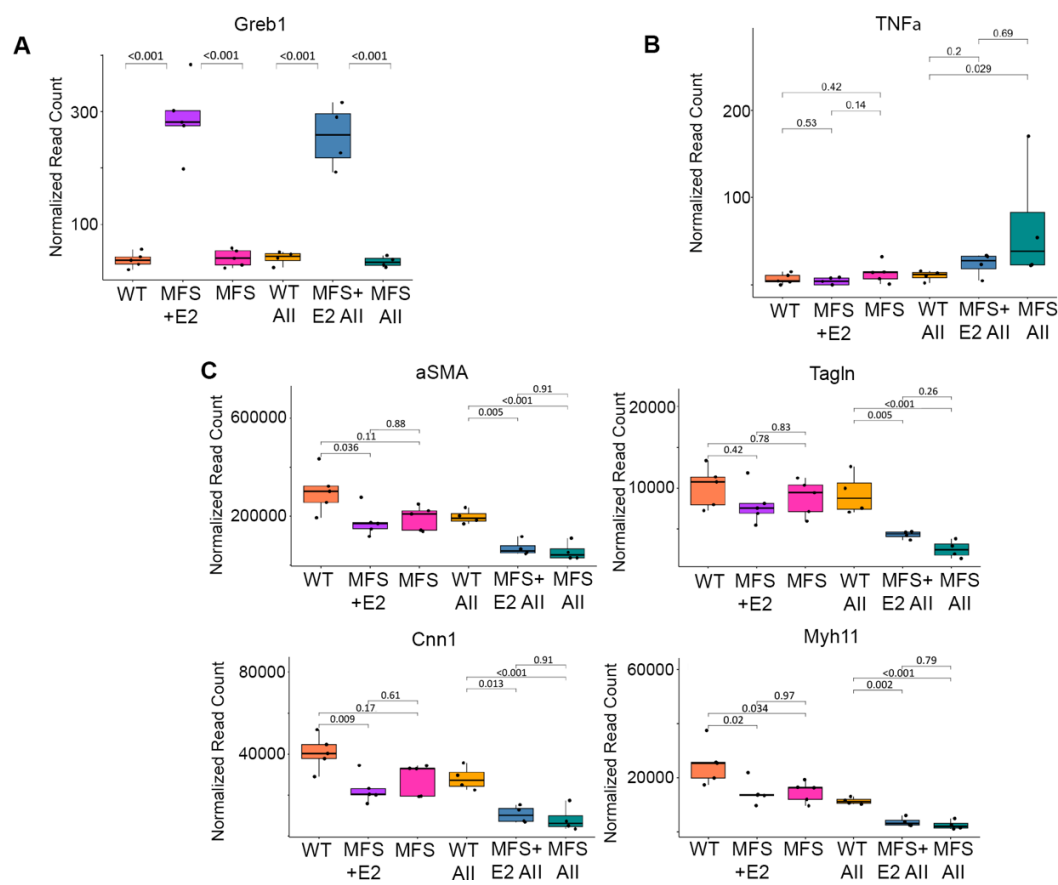 A
Greb1
Normalized Read Count
<0.001 <0.001 <0.001 <0.001 <0.001
300
100
WT MFS MFS WT MFS+ MFS
+E2 AII E2 AII AII
B
TNFa
Normalized Read Count
0.69
0.2
0.029
0.42
0.14
0.53
200
100
0
WT MFS MFS WT MFS+ MFS
+E2 AII E2 AII AII
C
aSMA
Normalized Read Count
0.91
<0.001
0.005
0.88
0.11
0.036
600000
200000
WT MFS MFS WT MFS+ MFS
+E2 AII E2 AII AII
Tagln
Normalized Read Count
0.26
<0.001
0.005
0.83
0.78
0.42
20000
10000
0
WT MFS MFS WT MFS+ MFS
+E2 AII E2 AII AII
Cnn1
Normalized Read Count
0.91
<0.001
0.013
0.61
0.17
0.009
80000
40000
WT MFS MFS WT MFS+ MFS
+E2 AII E2 AII AII
Myh11
Normalized Read Count
0.79
<0.001
0.002
0.97
0.034
0.02
60000
20000
0
WT MFS MFS WT MFS+ MFS
+E2 AII E2 AII AII